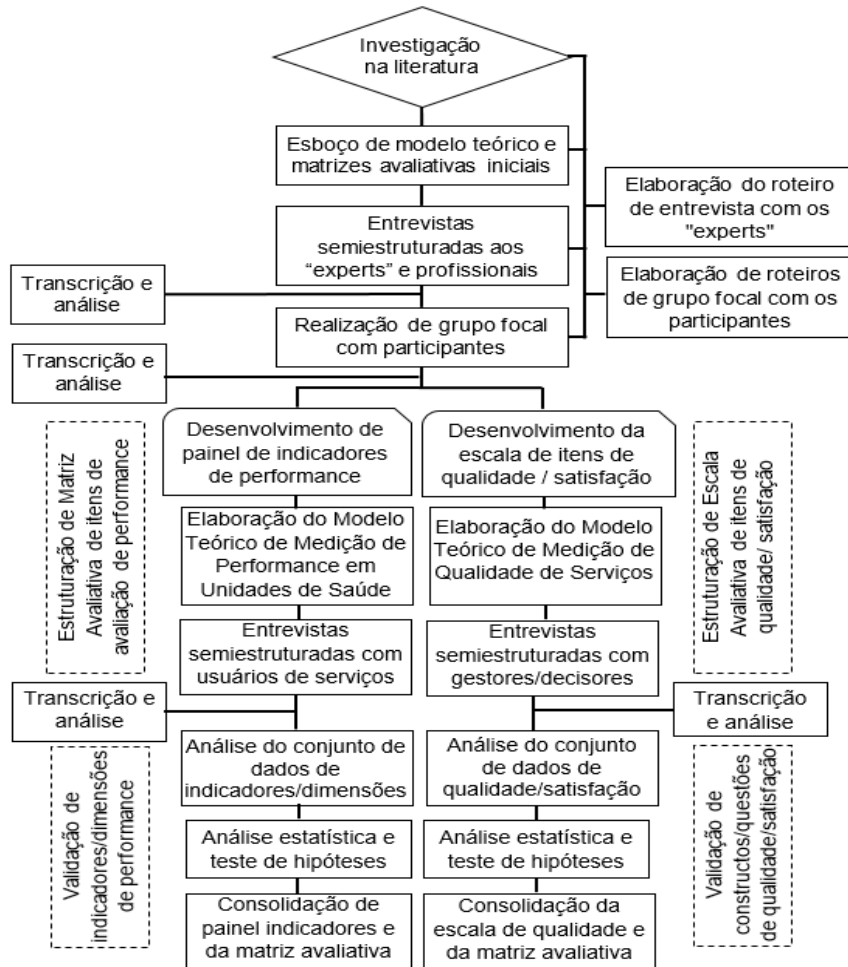 Investigação
na literatura
Esboço de modelo teórico e
matrizes avaliativas iniciais
Elaboração do roteiro
de entrevista com os
"experts"
Entrevistas
semiestruturadas aos
“experts” e profissionais
Elaboração de roteiros
de grupo focal com os
participantes
Transcrição e
análise
Realização de grupo focal
com participantes
Transcrição e
análise
Desenvolvimento de
painel de indicadores
de performance
Desenvolvimento da
escala de itens de
qualidade / satisfação
Estruturação de Matriz
Avaliativa de itens de
avaliação de performance
Elaboração do Modelo
Teórico de Medição de
Performance em
Unidades de Saúde
Elaboração do Modelo
Teórico de Medição de
Qualidade de Serviços
Estruturação de Escala
Avaliativa de itens de
qualidade/ satisfação
Entrevistas
semiestruturadas com
usuários de serviços
Entrevistas
semiestruturadas com
gestores/decisores
Transcrição e
análise
Transcrição
e análise
Análise do conjunto de
dados de
indicadores/dimensões
Análise do conjunto
de dados de
qualidade/satisfação
Validação de
indicadores/dimensões
de performance
Validação de
constructos/questões
de qualidade/satisfação
Análise estatística e
teste de hipóteses
Análise estatística e
teste de hipóteses
Consolidação de
painel indicadores e
da matriz avaliativa
Consolidação da
escala de qualidade e
da matriz avaliativa